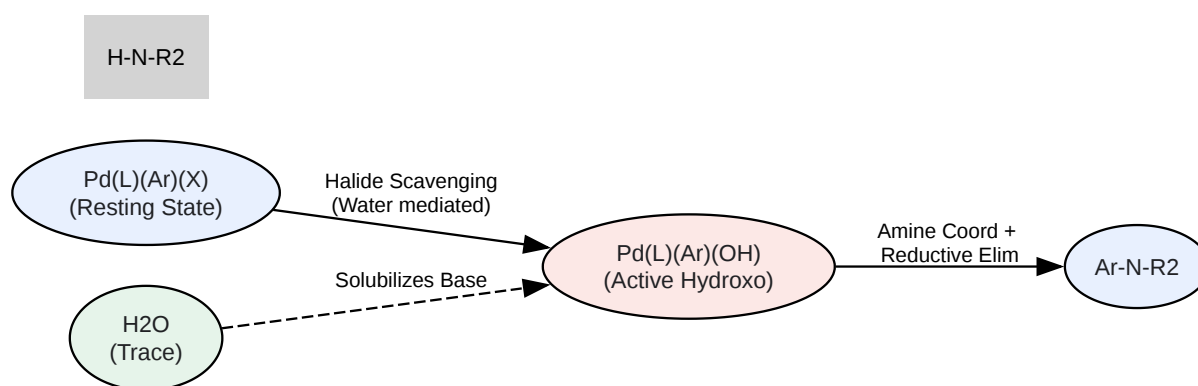 H-N-R2
Pd(L)(Ar)(X)
(Resting State)
Halide Scavenging
(Water mediated)
Pd(L)(Ar)(OH)
(Active Hydroxo)
Amine Coord +
Reductive Elim
Ar-N-R2
Solubilizes Base
H2O
(Trace)